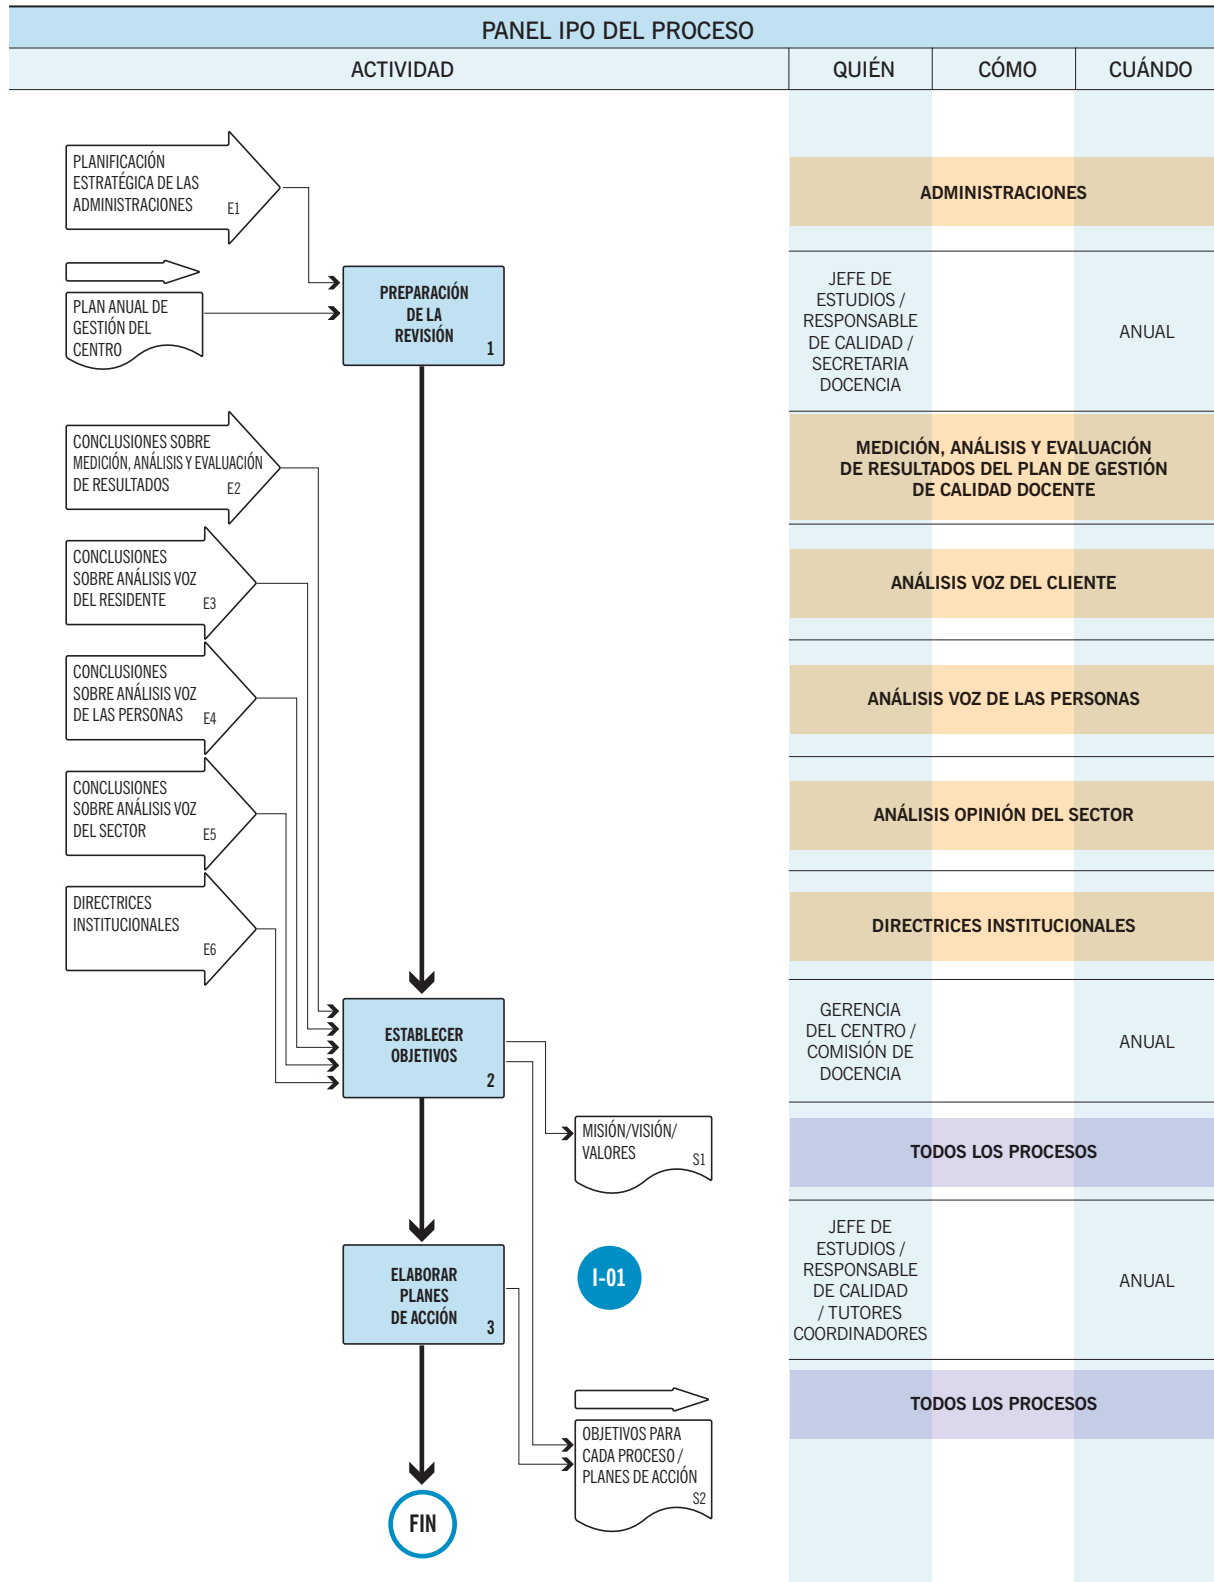 PANEL IPO DEL PROCESO
ACTIVIDAD
QUIÉN
CÓMO
CUÁNDO
PLANIFICACIÓN
ESTRATÉGICA DE LAS
ADMINISTRACIONES
E1
ADMINISTRACIONES
PLAN ANUAL DE
GESTIÓN DEL
CENTRO
PREPARACIÓN
DE LA
REVISIÓN
1
JEFE DE
ESTUDIOS /
RESPONSABLE
DE CALIDAD /
SECRETARIA
DOCENCIA
ANUAL
CONCLUSIONES SOBRE
MEDICIÓN, ANÁLISIS Y EVALUACIÓN
DE RESULTADOS
E2
MEDICIÓN, ANÁLISIS Y EVALUACIÓN
DE RESULTADOS DEL PLAN DE GESTIÓN
DE CALIDAD DOCENTE
CONCLUSIONES
SOBRE ANÁLISIS VOZ
DEL RESIDENTE
E3
ANÁLISIS VOZ DEL CLIENTE
CONCLUSIONES
SOBRE ANÁLISIS VOZ
DE LAS PERSONAS
E4
ANÁLISIS VOZ DE LAS PERSONAS
CONCLUSIONES
SOBRE ANÁLISIS VOZ
DEL SECTOR
E5
ANÁLISIS OPINIÓN DEL SECTOR
DIRECTRICES
INSTITUCIONALES
E6
DIRECTRICES INSTITUCIONALES
ESTABLECER
OBJETIVOS
2
GERENCIA
DEL CENTRO /
COMISIÓN DE
DOCENCIA
ANUAL
MISIÓN/VISIÓN/
VALORES
S1
TODOS LOS PROCESOS
ELABORAR
PLANES
DE ACCIÓN
3
I-01
JEFE DE
ESTUDIOS /
RESPONSABLE
DE CALIDAD
/ TUTORES
COORDINADORES
ANUAL
OBJETIVOS PARA
CADA PROCESO /
PLANES DE ACCIÓN
S2
TODOS LOS PROCESOS
FIN